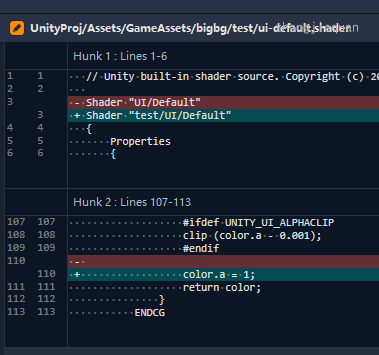 UnityProj/Assets/GameAssets/bigbg/test/ui-default.shader
Hunk 1 : Lines 1-6
1 1 // Unity built-in shader source. Copyright (c) 20
2 2
3 - Shader "UI/Default"
3 + Shader "test/UI/Default"
4 4 {
5 5 Properties
6 6 {
Hunk 2 : Lines 107-113
107 107 #ifdef UNITY_UI_ALPHACLIP
108 108 clip (color.a - 0.001);
109 109 #endif
110 -
110 + color.a = 1;
111 111 return color;
112 112 }
113 113 ENDCG